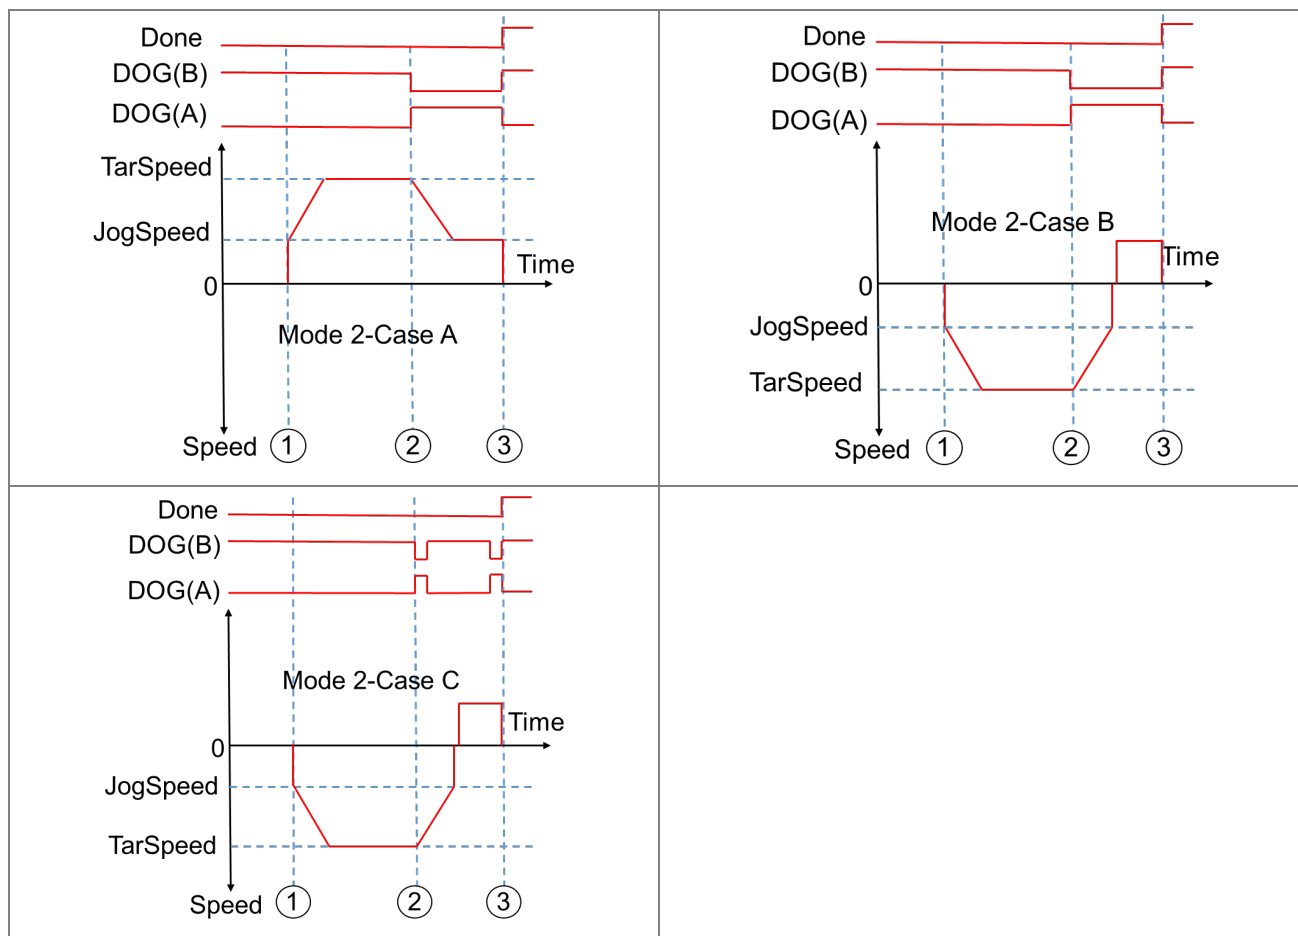 Done
DOG(B)
DOG(A)
TarSpeed
JogSpeed
Time
0
Mode 2-Case A
Speed
1
2
3
Done
DOG(B)
DOG(A)
Mode 2-Case B
Time
0
JogSpeed
TarSpeed
Speed
1
2
3
Done
DOG(B)
DOG(A)
Mode 2-Case C
Time
0
JogSpeed
TarSpeed
Speed
1
2
3